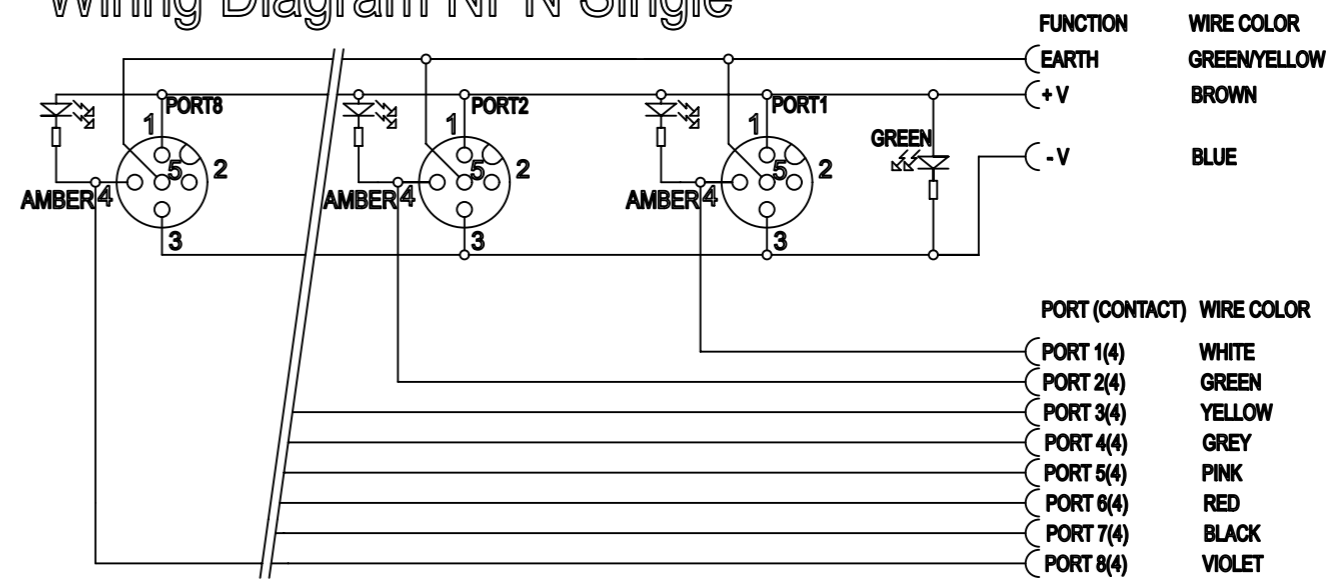 Wiring Diagram NPN Single
FUNCTION WIRE COLOR
EARTH GREEN/YELLOW
+ V BROWN
- V BLUE
PORT8 PORT2 PORT1
1 1 1
GREEN
5 2 5 2 5 2
AMBER 4 AMBER 4 AMBER 4
3 3 3
PORT (CONTACT) WIRE COLOR
PORT 1(4) WHITE
PORT 2(4) GREEN
PORT 3(4) YELLOW
PORT 4(4) GREY
PORT 5(4) PINK
PORT 6(4) RED
PORT 7(4) BLACK
PORT 8(4) VIOLET